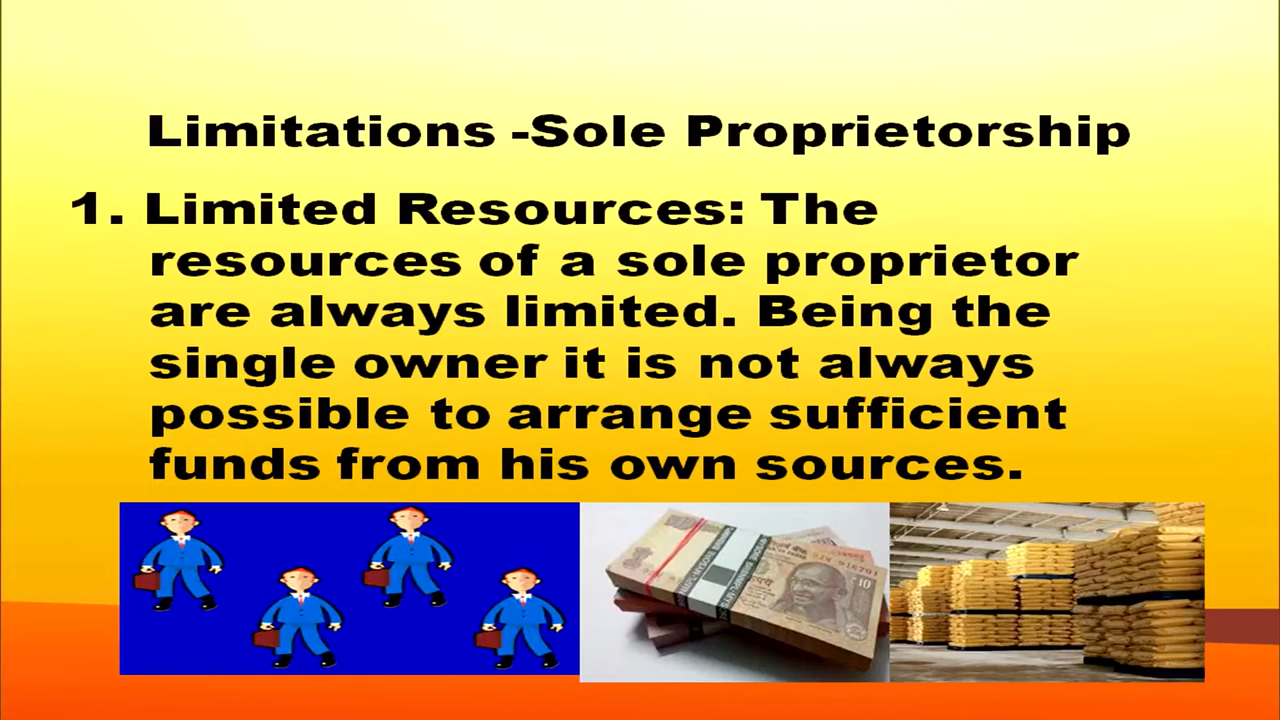 Limitations -Sole Proprietorship
1. Limited Resources: The
resources of a sole proprietor
are always limited. Being the
single owner it is not always
possible to arrange sufficient
funds from his own sources.
10